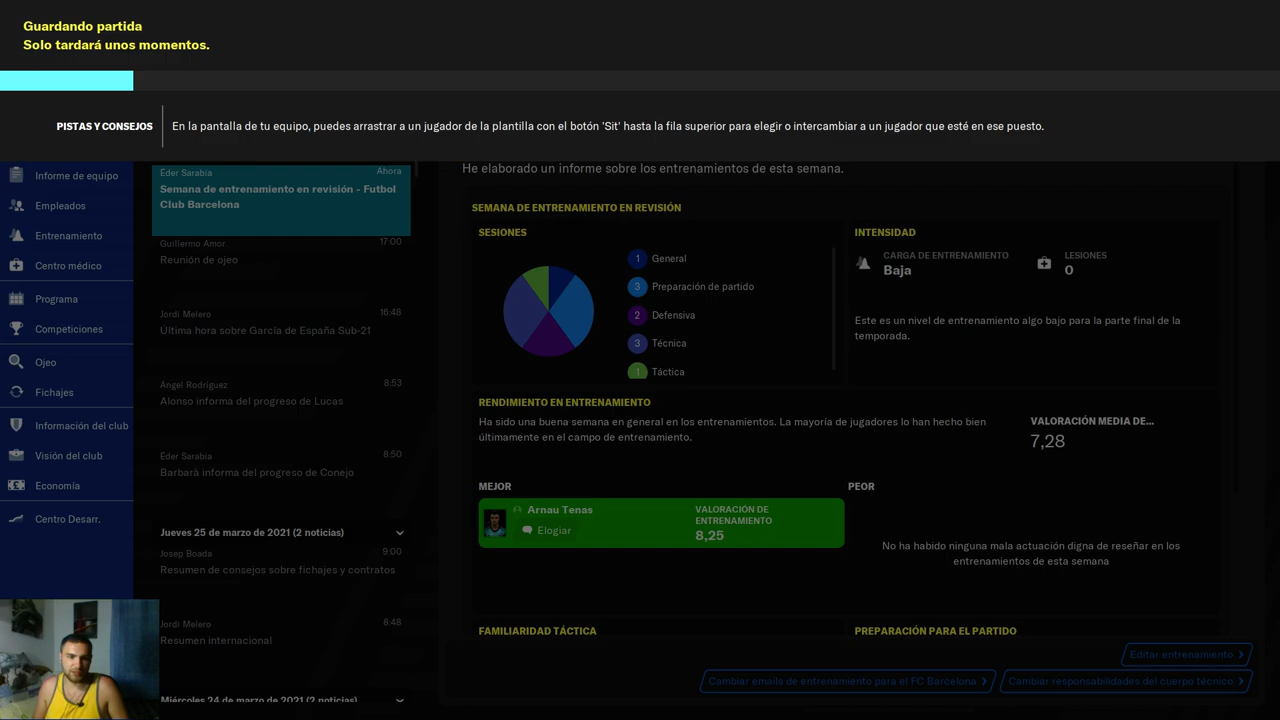 Guardando partida
Solo tardará unos momentos.
PISTAS Y CONSEJOS
En la pantalla de tu equipo, puedes arrastrar a un jugador de la plantilla con el botón 'Sit' hasta la fila superior para elegir o intercambiar a un jugador que esté en ese puesto.
Informe de equipo
Empleados
Entrenamiento
Centro médico
Programa
Competiciones
Ojeo
Fichajes
Información del club
Visión del club
Economía
Centro Desarr.
Éder Sarabia
Ahora
Semana de entrenamiento en revisión - Futbol
Club Barcelona
Guillermo Amor
17:00
Reunión de ojeo
Jordi Melero
16:48
Última hora sobre García de España Sub-21
Ángel Rodríguez
8:53
Alonso informa del progreso de Lucas
Éder Sarabia
8:50
Barbarà informa del progreso de Conejo
Jueves 25 de marzo de 2021 (2 noticias)
Josep Boada
9:00
Resumen de consejos sobre fichajes y contratos
Jordi Melero
8:48
Resumen internacional
Miércoles 24 de marzo de 2021 (2 noticias)
He elaborado un informe sobre los entrenamientos de esta semana.
SEMANA DE ENTRENAMIENTO EN REVISIÓN
SESIONES
1 General
3 Preparación de partido
2 Defensiva
3 Técnica
1 Táctica
INTENSIDAD
CARGA DE ENTRENAMIENTO
Baja
LESIONES
0
Este es un nivel de entrenamiento algo bajo para la parte final de la
temporada.
RENDIMIENTO EN ENTRENAMIENTO
Ha sido una buena semana en general en los entrenamientos. La mayoría de jugadores lo han hecho bien
últimamente en el campo de entrenamiento.
VALORACIÓN MEDIA DE...
7,28
MEJOR
Arnau Tenas
Elogiar
VALORACIÓN DE
ENTRENAMIENTO
8,25
PEOR
No ha habido ninguna mala actuación digna de reseñar en los
entrenamientos de esta semana
FAMILIARIDAD TÁCTICA
PREPARACIÓN PARA EL PARTIDO
Editar entrenamiento
Cambiar emails de entrenamiento para el FC Barcelona
Cambiar responsabilidades del cuerpo técnico